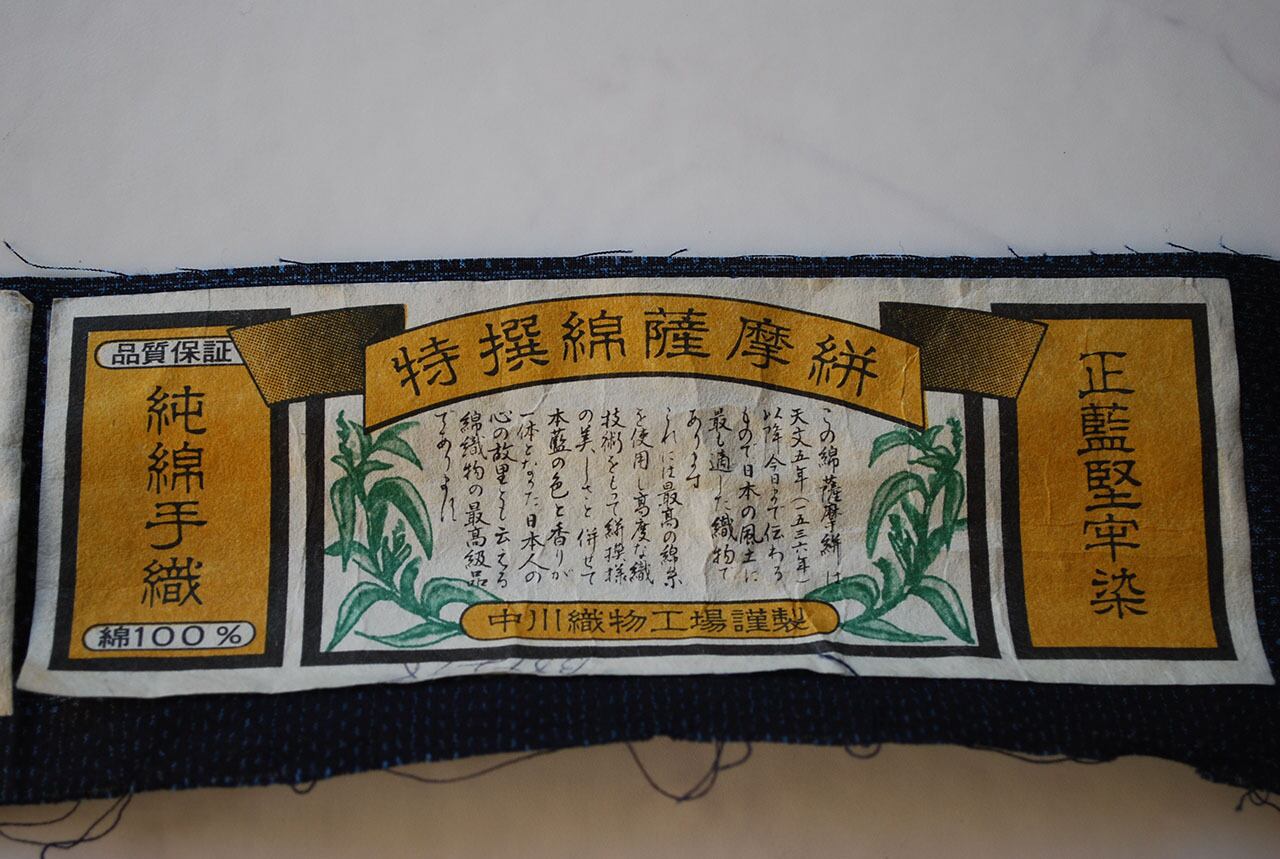 特撰綿薩摩絣
正藍堅牢染
この綿薩摩絣は
天文五年(一五三六年)
以降今日まで伝わる
もので日本の風土に
最も適した織物で
あります
これには最高の綿糸
を使用し高度な織
技術をもって絣模様
の美しさと併せて
本藍の色と香りが
一体となった日本人の
心の故里とも云える
綿織物の最高級品
であります
中川織物工場謹製
品質保証
純綿手織
綿100%